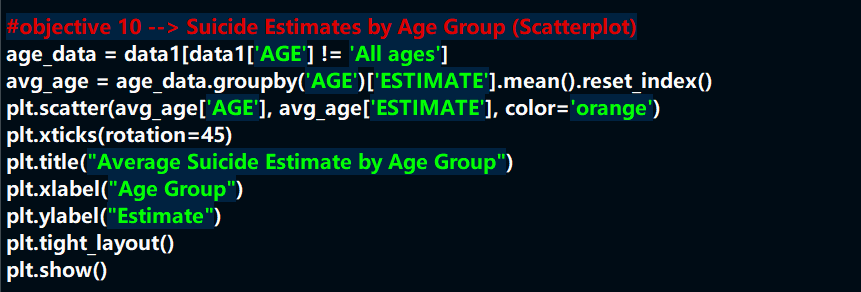 #objective 10 --> Suicide Estimates by Age Group (Scatterplot)
age_data = data1[data1['AGE'] != 'All ages']
avg_age = age_data.groupby('AGE')['ESTIMATE'].mean().reset_index()
plt.scatter(avg_age['AGE'], avg_age['ESTIMATE'], color='orange')
plt.xticks(rotation=45)
plt.title("Average Suicide Estimate by Age Group")
plt.xlabel("Age Group")
plt.ylabel("Estimate")
plt.tight_layout()
plt.show()